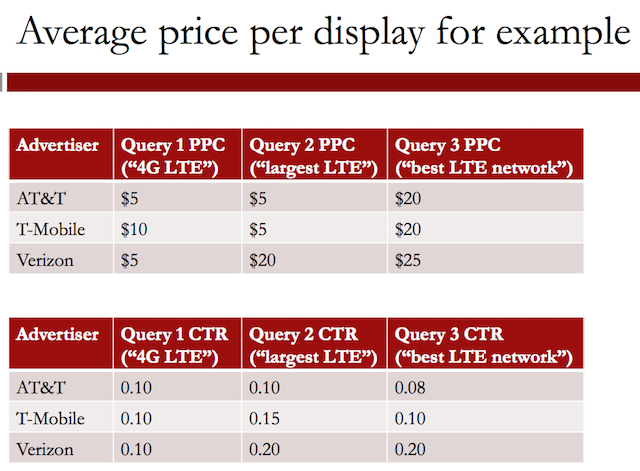 Average price per display for example
Advertiser Query 1 PPC Query 2 PPC Query 3 PPC
(“4G LTE”) (“largest LTE”) (“best LTE network”)
AT&T $5 $5 $20
T-Mobile $10 $5 $20
Verizon $5 $20 $25
Advertiser Query 1 CTR Query 2 CTR Query 3 CTR
(“4G LTE”) (“largest LTE”) (“best LTE network”)
AT&T 0.10 0.10 0.08
T-Mobile 0.10 0.15 0.10
Verizon 0.10 0.20 0.20